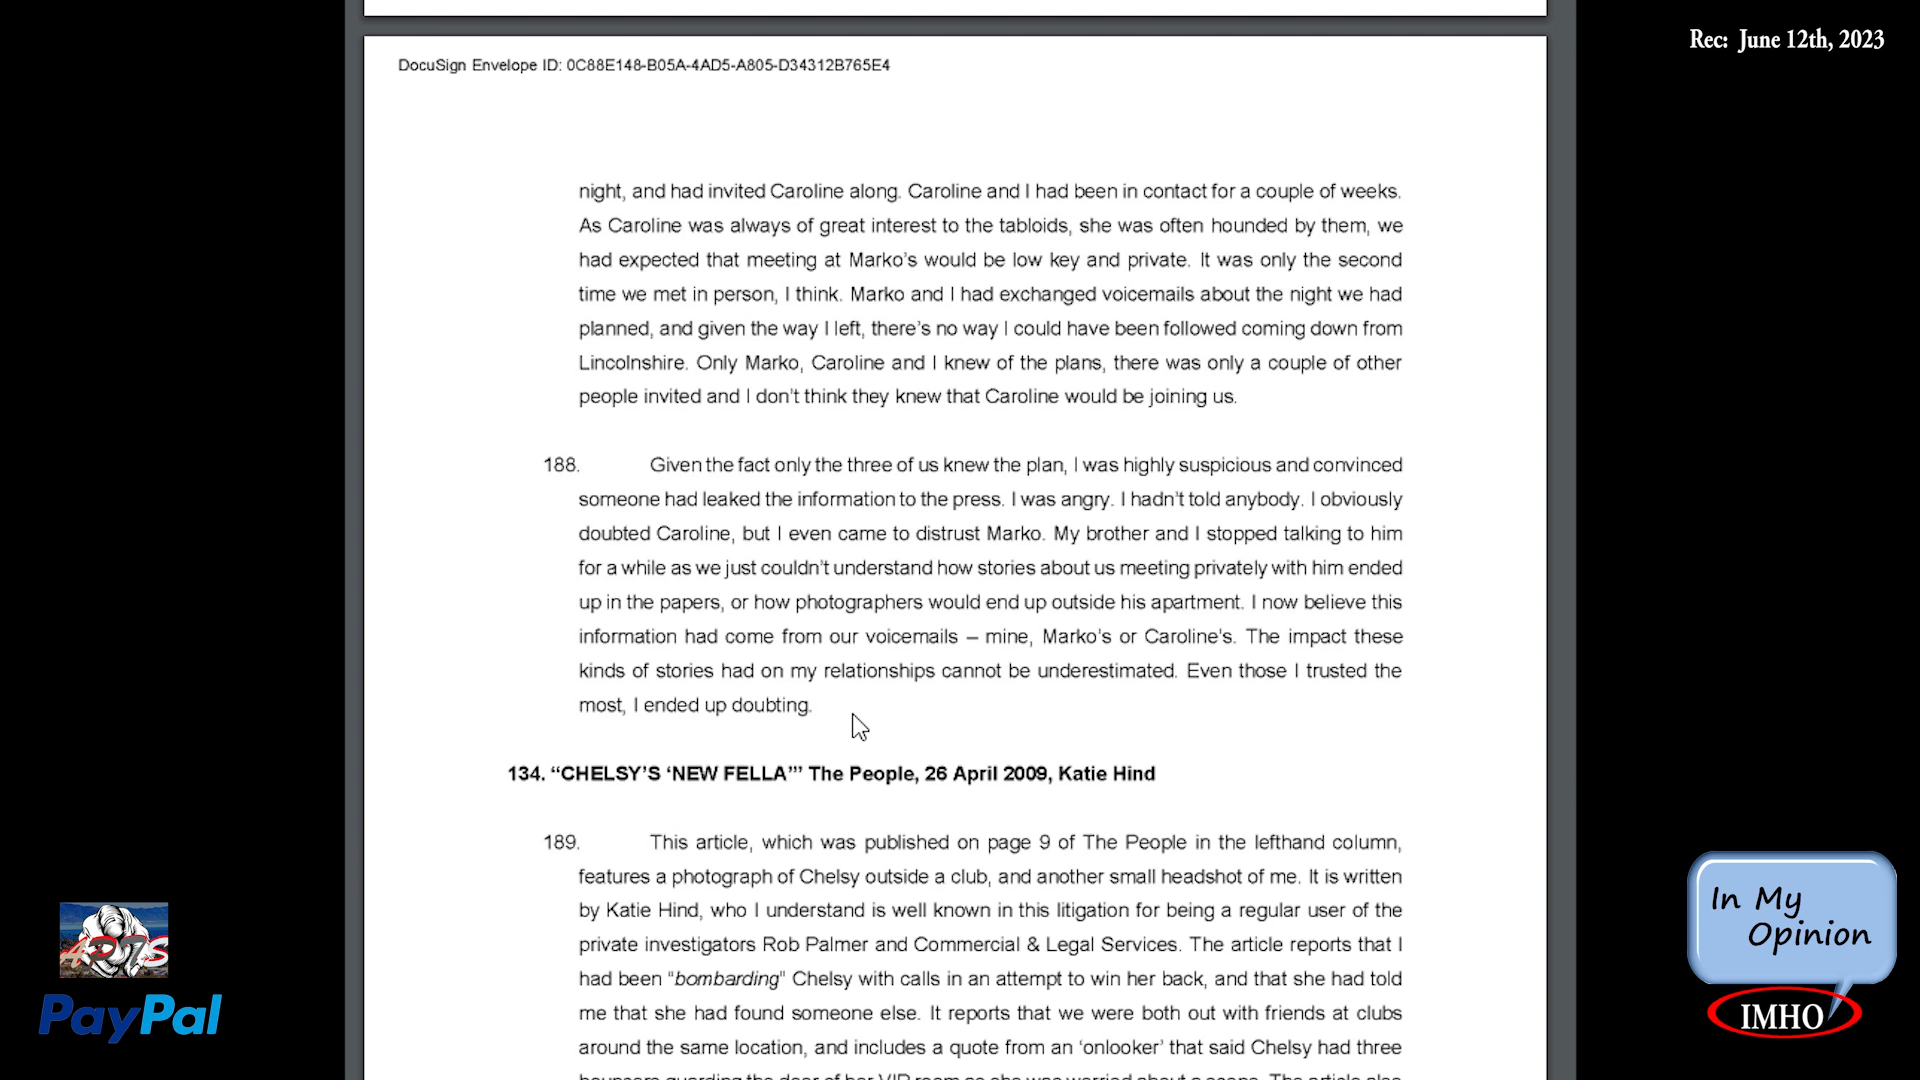 Rec: June 12th, 2023
DocuSign Envelope ID: 0C88E148-B05A-4AD5-A805-D34312B765E4
night, and had invited Caroline along. Caroline and I had been in contact for a couple of weeks.
As Caroline was always of great interest to the tabloids, she was often hounded by them, we
had expected that meeting at Marko's would be low key and private. It was only the second
time we met in person, I think. Marko and I had exchanged voicemails about the night we had
planned, and given the way I left, there's no way I could have been followed coming down from
Lincolnshire. Only Marko, Caroline and I knew of the plans, there was only a couple of other
people invited and I don't think they knew that Caroline would be joining us.
188. Given the fact only the three of us knew the plan, I was highly suspicious and convinced
someone had leaked the information to the press. I was angry. I hadn't told anybody. I obviously
doubted Caroline, but I even came to distrust Marko. My brother and I stopped talking to him
for a while as we just couldn't understand how stories about us meeting privately with him ended
up in the papers, or how photographers would end up outside his apartment. I now believe this
information had come from our voicemails – mine, Marko's or Caroline's. The impact these
kinds of stories had on my relationships cannot be underestimated. Even those I trusted the
most, I ended up doubting.
134. “CHELSY'S ‘NEW FELLA’” The People, 26 April 2009, Katie Hind
189. This article, which was published on page 9 of The People in the lefthand column,
features a photograph of Chelsy outside a club, and another small headshot of me. It is written
by Katie Hind, who I understand is well known in this litigation for being a regular user of the
private investigators Rob Palmer and Commercial & Legal Services. The article reports that I
had been "bombarding" Chelsy with calls in an attempt to win her back, and that she had told
me that she had found someone else. It reports that we were both out with friends at clubs
around the same location, and includes a quote from an ‘onlooker’ that said Chelsy had three
bouncers guarding the door of her VIP room as she was worried about a scene. The article also
PayPal
In My
Opinion
IMHO